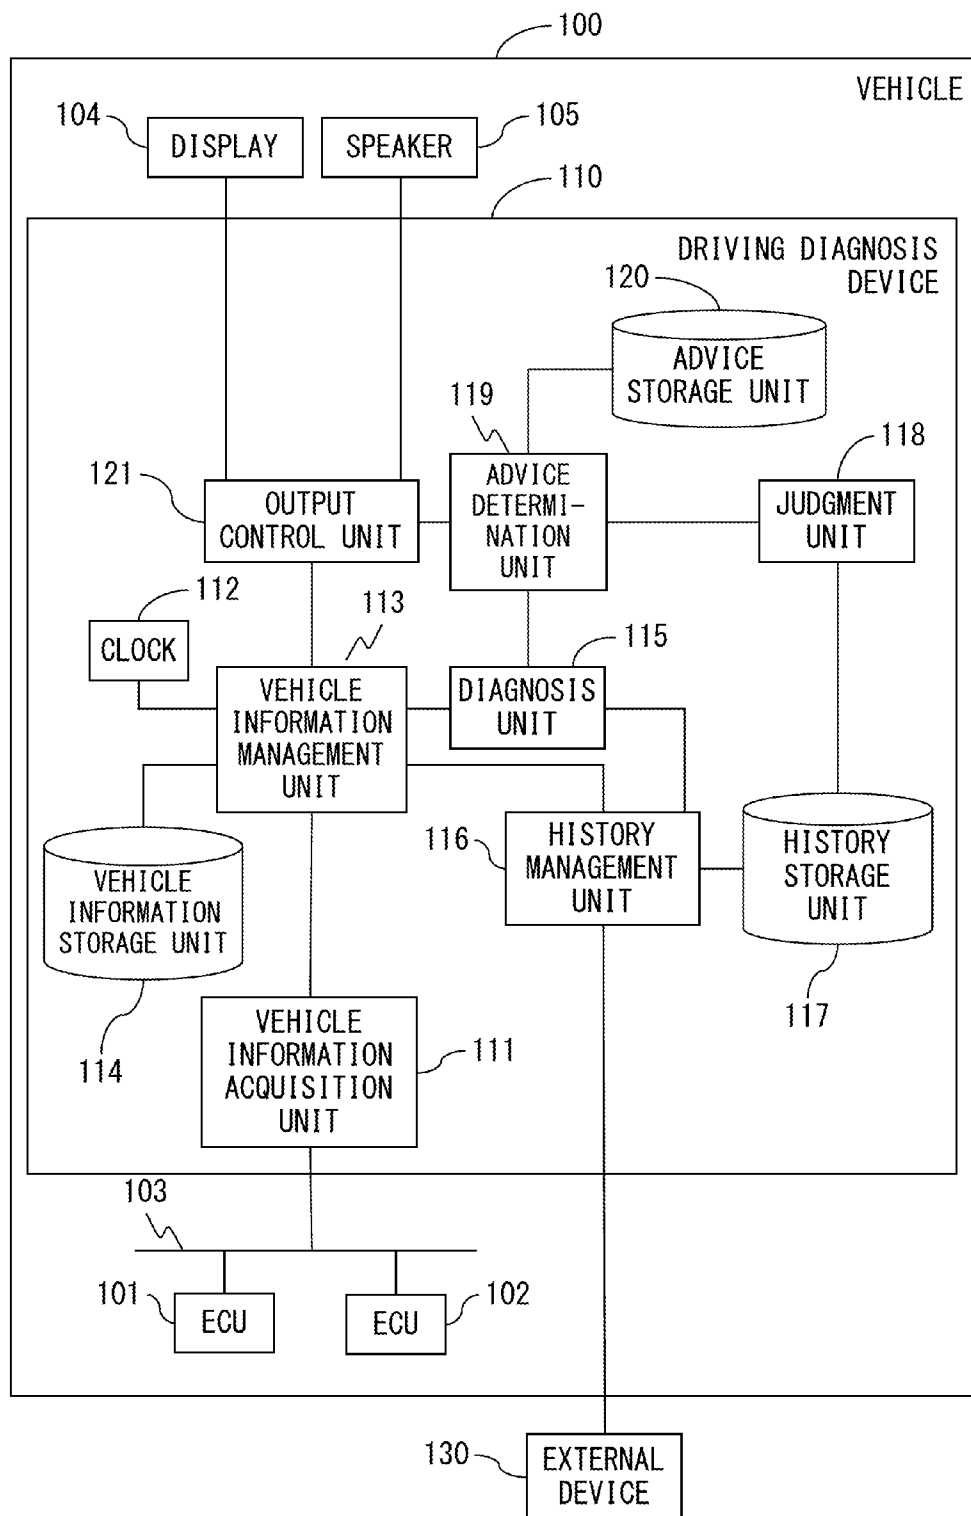 100
VEHICLE
104
DISPLAY
105
SPEAKER
110
DRIVING DIAGNOSIS
DEVICE
120
ADVICE
STORAGE UNIT
119
ADVICE
DETERMI-
NATION
UNIT
118
JUDGMENT
UNIT
121
OUTPUT
CONTROL UNIT
112
CLOCK
113
VEHICLE
INFORMATION
MANAGEMENT
UNIT
115
DIAGNOSIS
UNIT
116
HISTORY
MANAGEMENT
UNIT
HISTORY
STORAGE
UNIT
117
VEHICLE
INFORMATION
STORAGE UNIT
114
VEHICLE
INFORMATION
ACQUISITION
UNIT
111
103
101
ECU
102
ECU
130
EXTERNAL
DEVICE